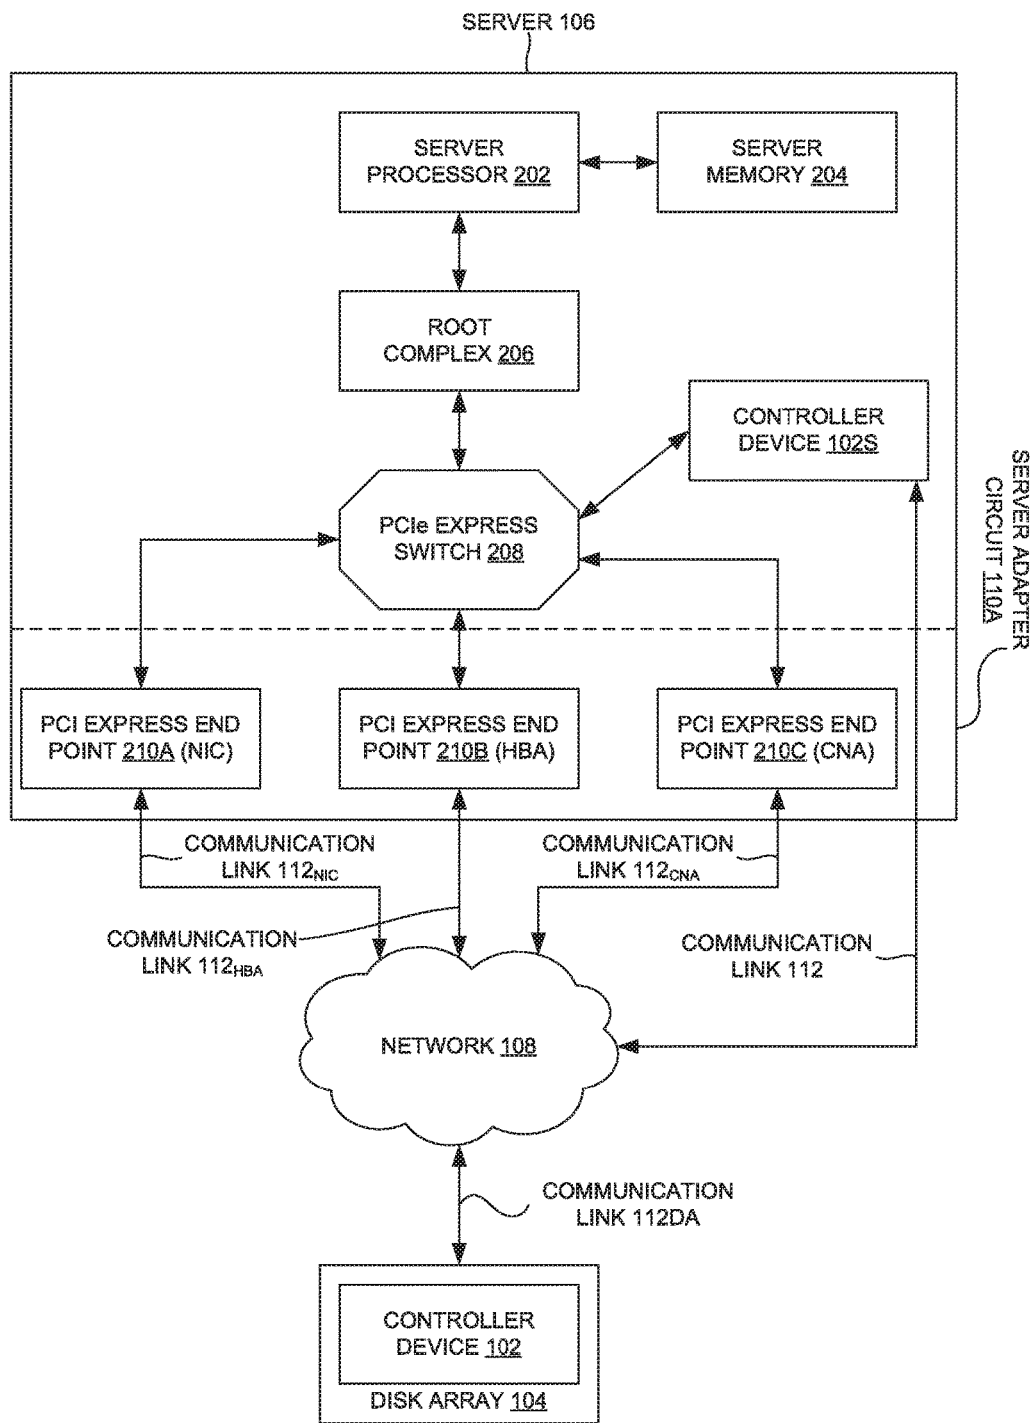 SERVER 106
SERVER
PROCESSOR 202
SERVER
MEMORY 204
ROOT
COMPLEX 206
CONTROLLER
DEVICE 102S
PCIe EXPRESS
SWITCH 208
SERVER ADAPTER
CIRCUIT 110A
PCI EXPRESS END
POINT 210A (NIC)
PCI EXPRESS END
POINT 210B (HBA)
PCI EXPRESS END
POINT 210C (CNA)
COMMUNICATION
LINK 112NIC
COMMUNICATION
LINK 112CNA
COMMUNICATION
LINK 112HBA
COMMUNICATION
LINK 112
NETWORK 108
COMMUNICATION
LINK 112DA
CONTROLLER
DEVICE 102
DISK ARRAY 104